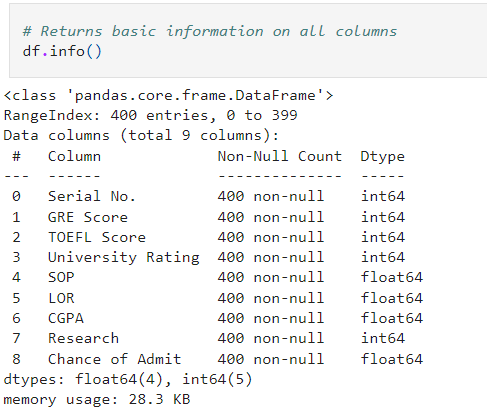 # Returns basic information on all columns
df.info()
<class 'pandas.core.frame.DataFrame'>
RangeIndex: 400 entries, 0 to 399
Data columns (total 9 columns):
 #   Column             Non-Null Count  Dtype
---  ------             --------------  -----
 0   Serial No.         400 non-null    int64
 1   GRE Score          400 non-null    int64
 2   TOEFL Score        400 non-null    int64
 3   University Rating  400 non-null    int64
 4   SOP                400 non-null    float64
 5   LOR                400 non-null    float64
 6   CGPA               400 non-null    float64
 7   Research           400 non-null    int64
 8   Chance of Admit    400 non-null    float64
dtypes: float64(4), int64(5)
memory usage: 28.3 KB